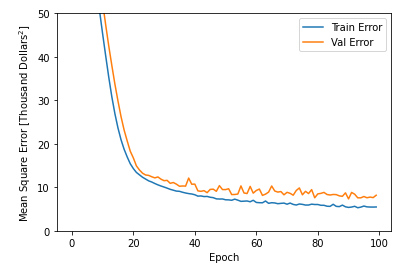 Mean Square Error [Thousand Dollars²]
50
40
30
20
10
0
Train Error
Val Error
0 20 40 60 80 100
Epoch